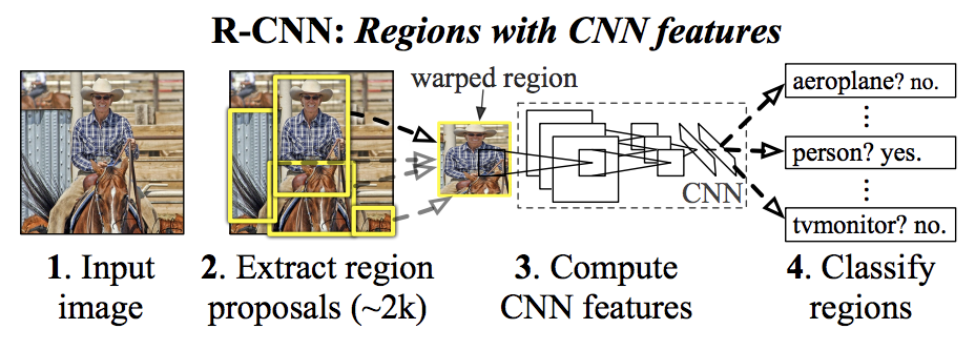 R-CNN: Regions with CNN features
warped region
aeroplane? no.
person? yes.
CNN
tvmonitor? no.
1. Input
image
2. Extract region
proposals (~2k)
3. Compute
CNN features
4. Classify
regions